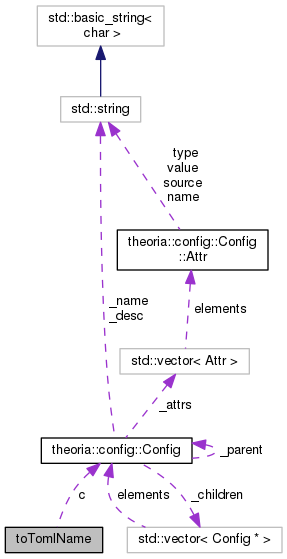 std::basic_string<
char >
std::string
type
value
source
name
theoria::config::Config
::Attr
_name
_desc
elements
std::vector< Attr >
_attrs
theoria::config::Config
_parent
c
elements
_children
toTomlName
std::vector< Config * >